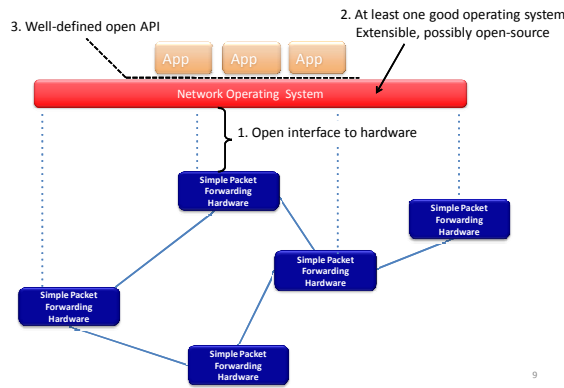 3. Well-defined open API
2. At least one good operating system
Extensible, possibly open-source
App
App
App
Network Operating System
1. Open interface to hardware
Simple Packet
Forwarding
Hardware
Simple Packet
Forwarding
Hardware
Simple Packet
Forwarding
Hardware
Simple Packet
Forwarding
Hardware
Simple Packet
Forwarding
Hardware
9